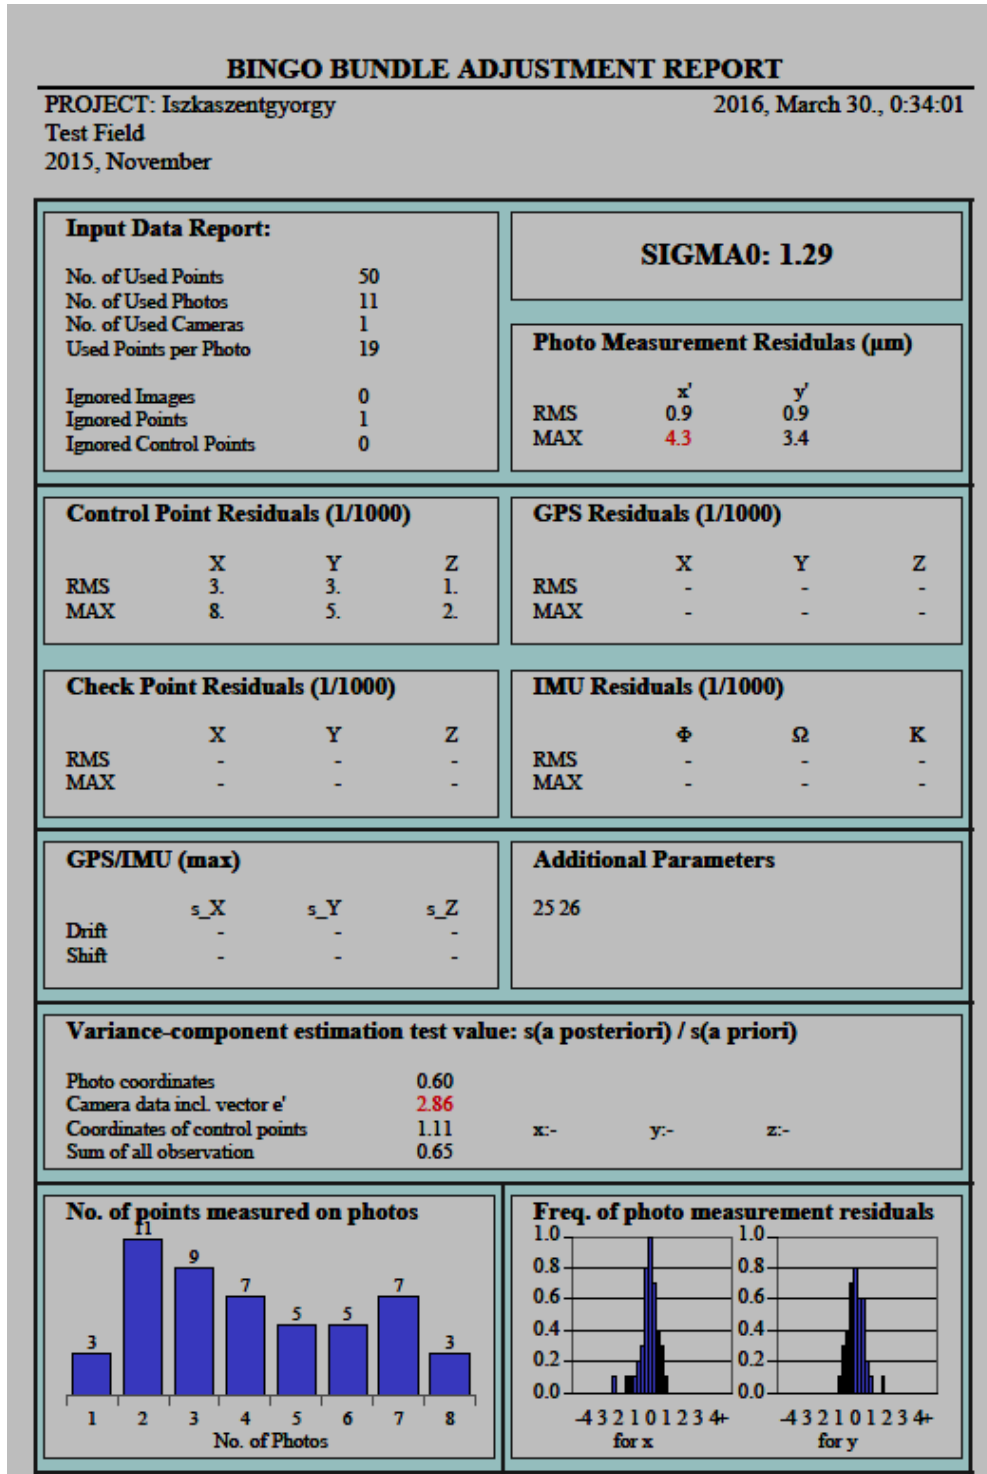 BINGO BUNDLE ADJUSTMENT REPORT
PROJECT: Iszkaszentgyorgy 2016, March 30., 0:34:01
Test Field
2015, November
Input Data Report:
No. of Used Points 50
No. of Used Photos 11
No. of Used Cameras 1
Used Points per Photo 19
Ignored Images 0
Ignored Points 1
Ignored Control Points 0
SIGMA0: 1.29
Photo Measurement Residulas (µm)
x' y'
RMS 0.9 0.9
MAX 4.3 3.4
Control Point Residuals (1/1000)
X Y Z
RMS 3. 3. 1.
MAX 8. 5. 2.
GPS Residuals (1/1000)
X Y Z
RMS - - -
MAX - - -
Check Point Residuals (1/1000)
X Y Z
RMS - - -
MAX - - -
IMU Residuals (1/1000)
Φ Ω K
RMS - - -
MAX - - -
GPS/IMU (max)
s_X s_Y s_Z
Drift - - -
Shift - - -
Additional Parameters
25 26
Variance-component estimation test value: s(a posteriori) / s(a priori)
Photo coordinates 0.60
Camera data incl. vector e' 2.86
Coordinates of control points 1.11 x:- y:- z:-
Sum of all observation 0.65
No. of points measured on photos
3 11 9 7 5 5 7 3
1 2 3 4 5 6 7 8
No. of Photos
Freq. of photo measurement residuals
1.0 1.0
0.8 0.8
0.6 0.6
0.4 0.4
0.2 0.2
0.0 0.0
-4 3 2 1 0 1 2 3 4+ -4 3 2 1 0 1 2 3 4+
for x for y